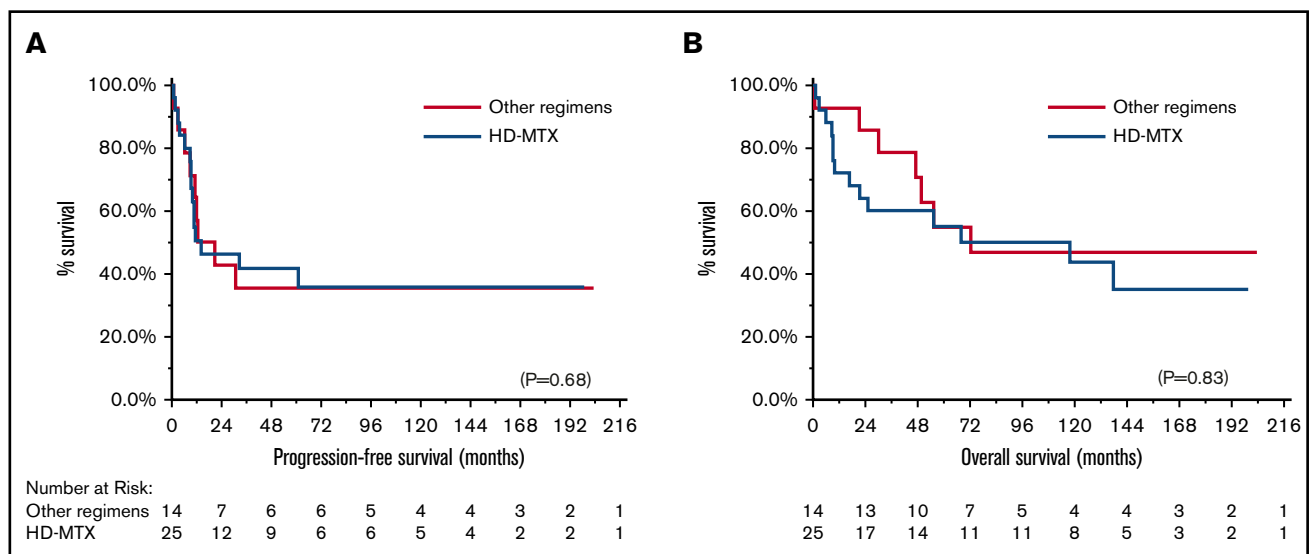 A
100.0%
80.0%
60.0%
40.0%
20.0%
0.0%
% survival
Other regimens
HD-MTX
(P=0.68)
0 24 48 72 96 120 144 168 192 216
Progression-free survival (months)
B
100.0%
80.0%
60.0%
40.0%
20.0%
0.0%
% survival
Other regimens
HD-MTX
(P=0.83)
0 24 48 72 96 120 144 168 192 216
Overall survival (months)
Number at Risk:
Other regimens 14 7 6 6 5 4 4 3 2 1 14 13 10 7 5 4 4 3 2 1
HD-MTX 25 12 9 6 6 5 4 2 2 1 25 17 14 11 11 8 5 3 2 1